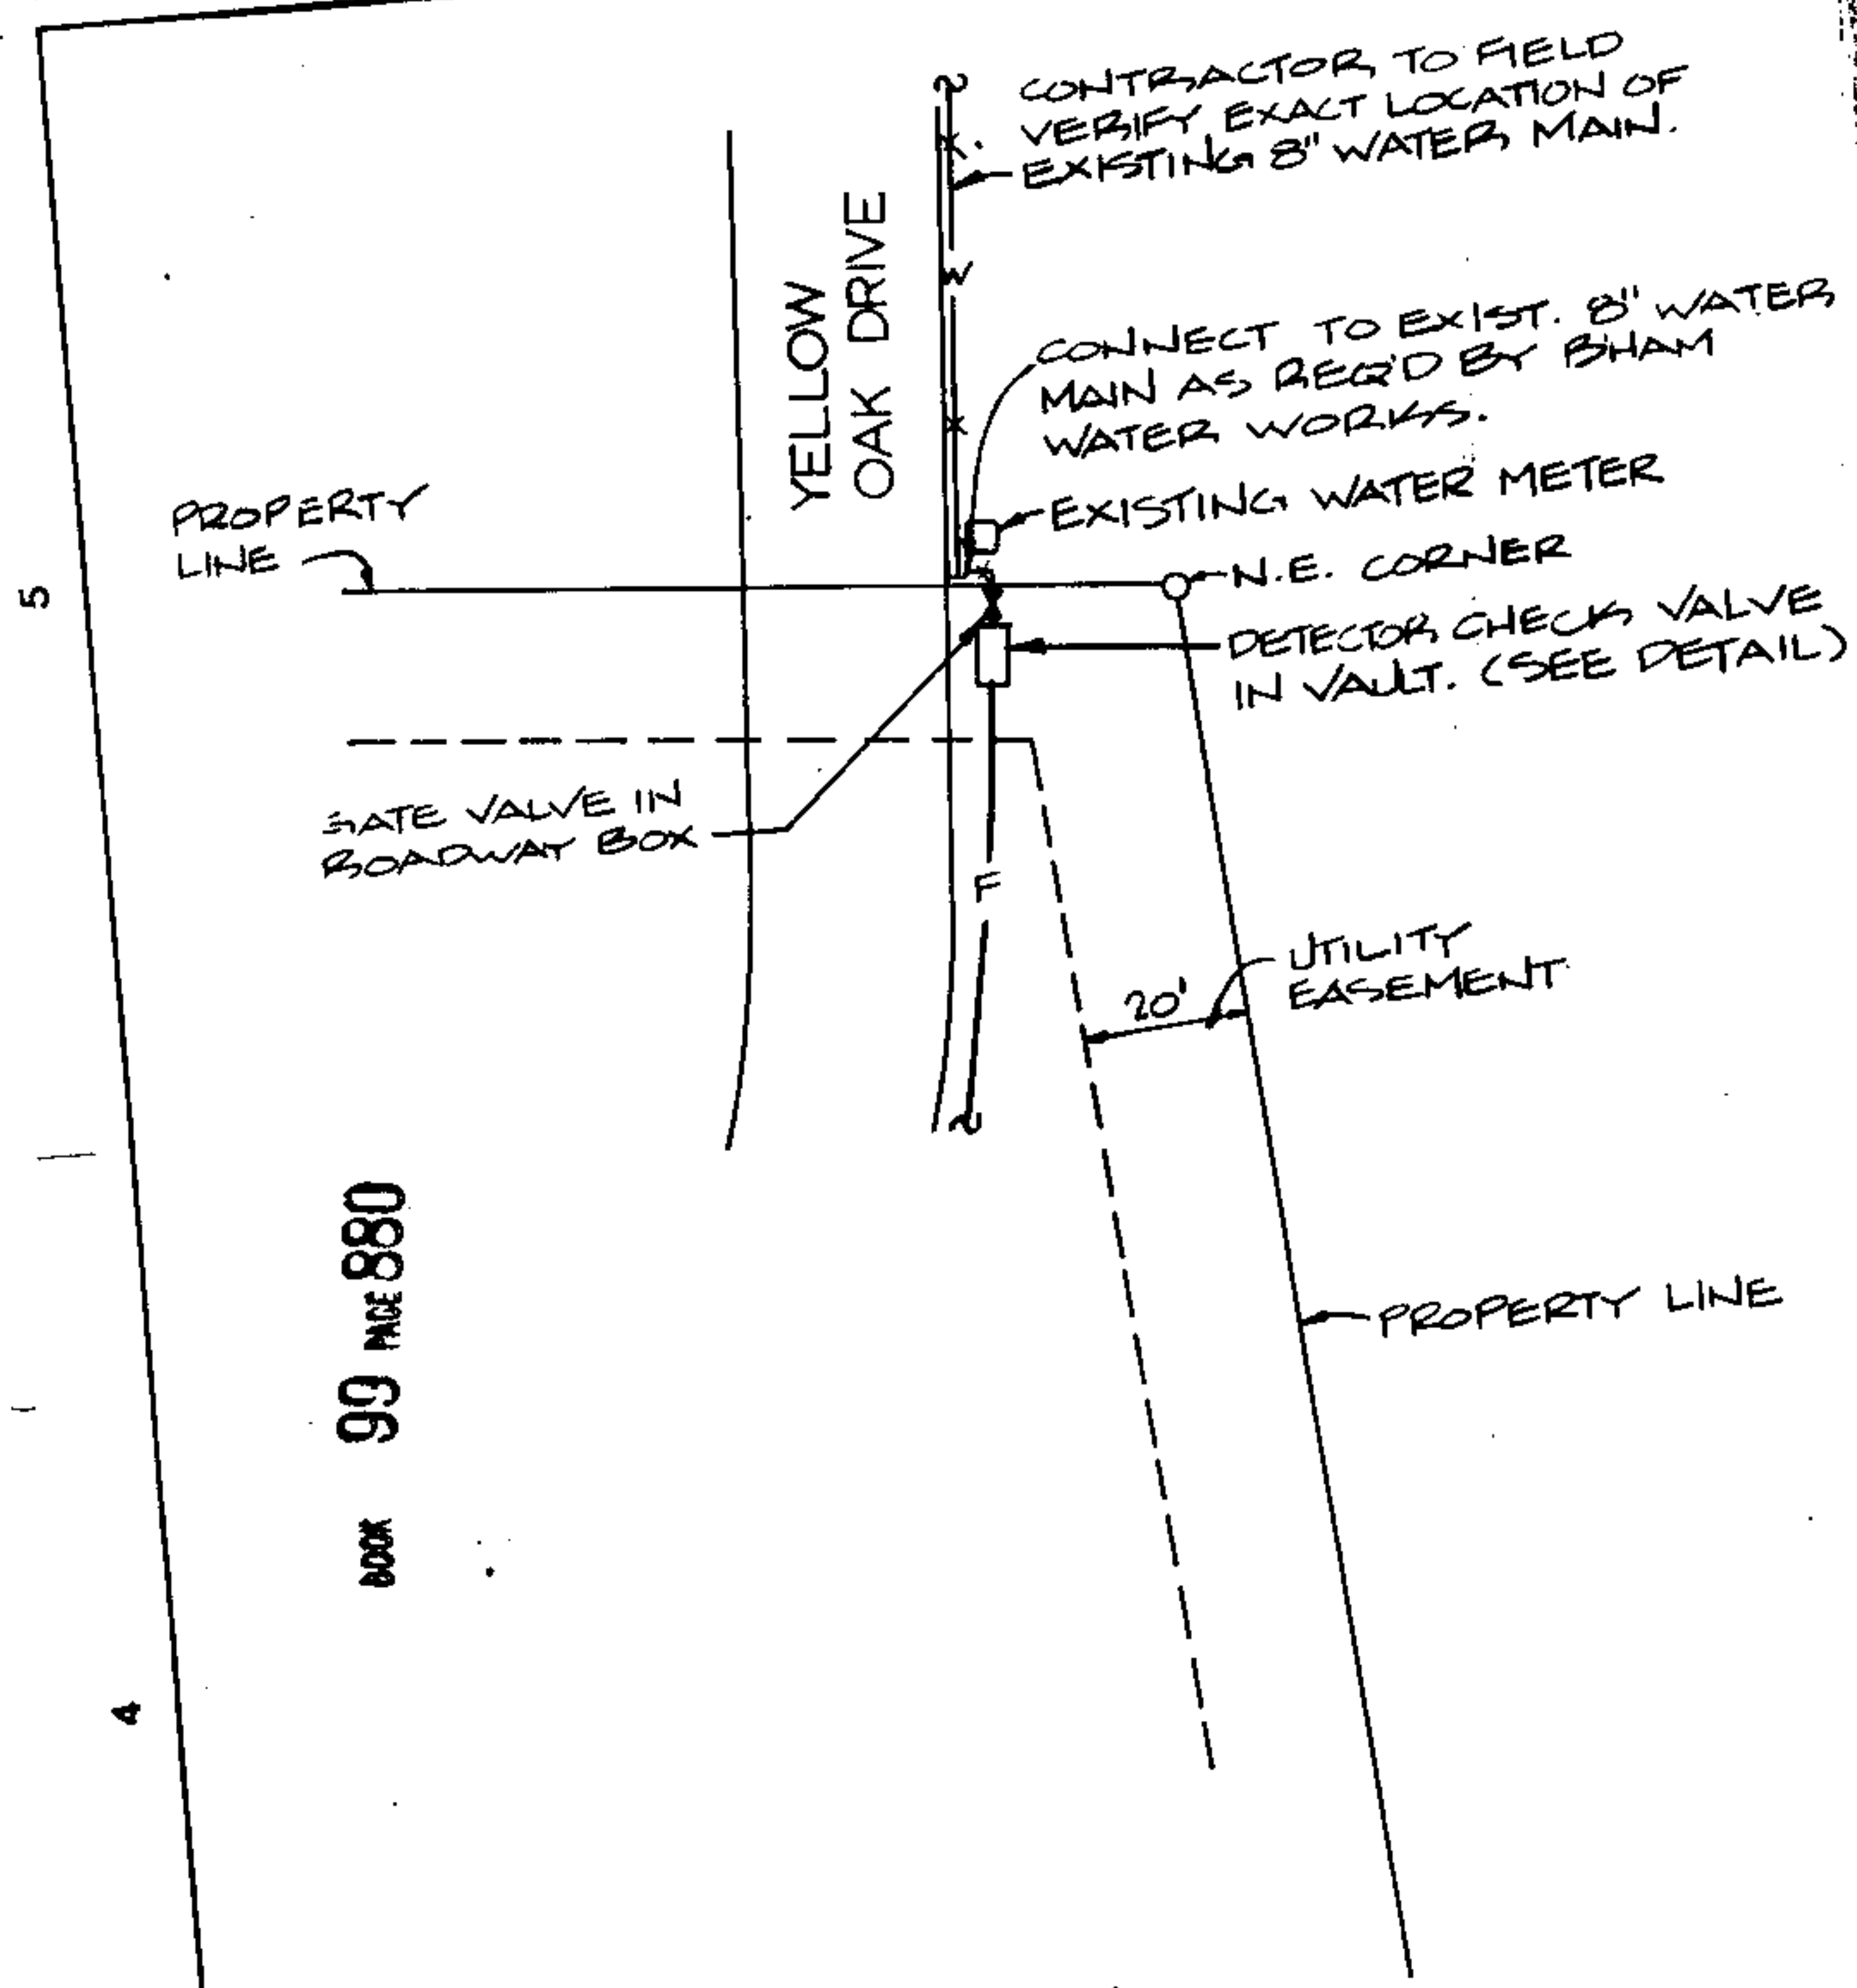 CONTRACTOR TO FIELD
VERIFY EXACT LOCATION OF
EXISTING 8" WATER MAIN.
YELLOW
OAK DRIVE
W
CONNECT TO EXIST. 8" WATER
MAIN AS REQ'D BY B'HAM
WATER WORKS.
EXISTING WATER METER
PROPERTY
LINE
N.E. CORNER
5
DETECTOR CHECK VALVE
IN VAULT. (SEE DETAIL)
GATE VALVE IN
ROADWAY BOX
F
UTILITY
EASEMENT
20'
BOOK 99 PAGE 880
PROPERTY LINE
4